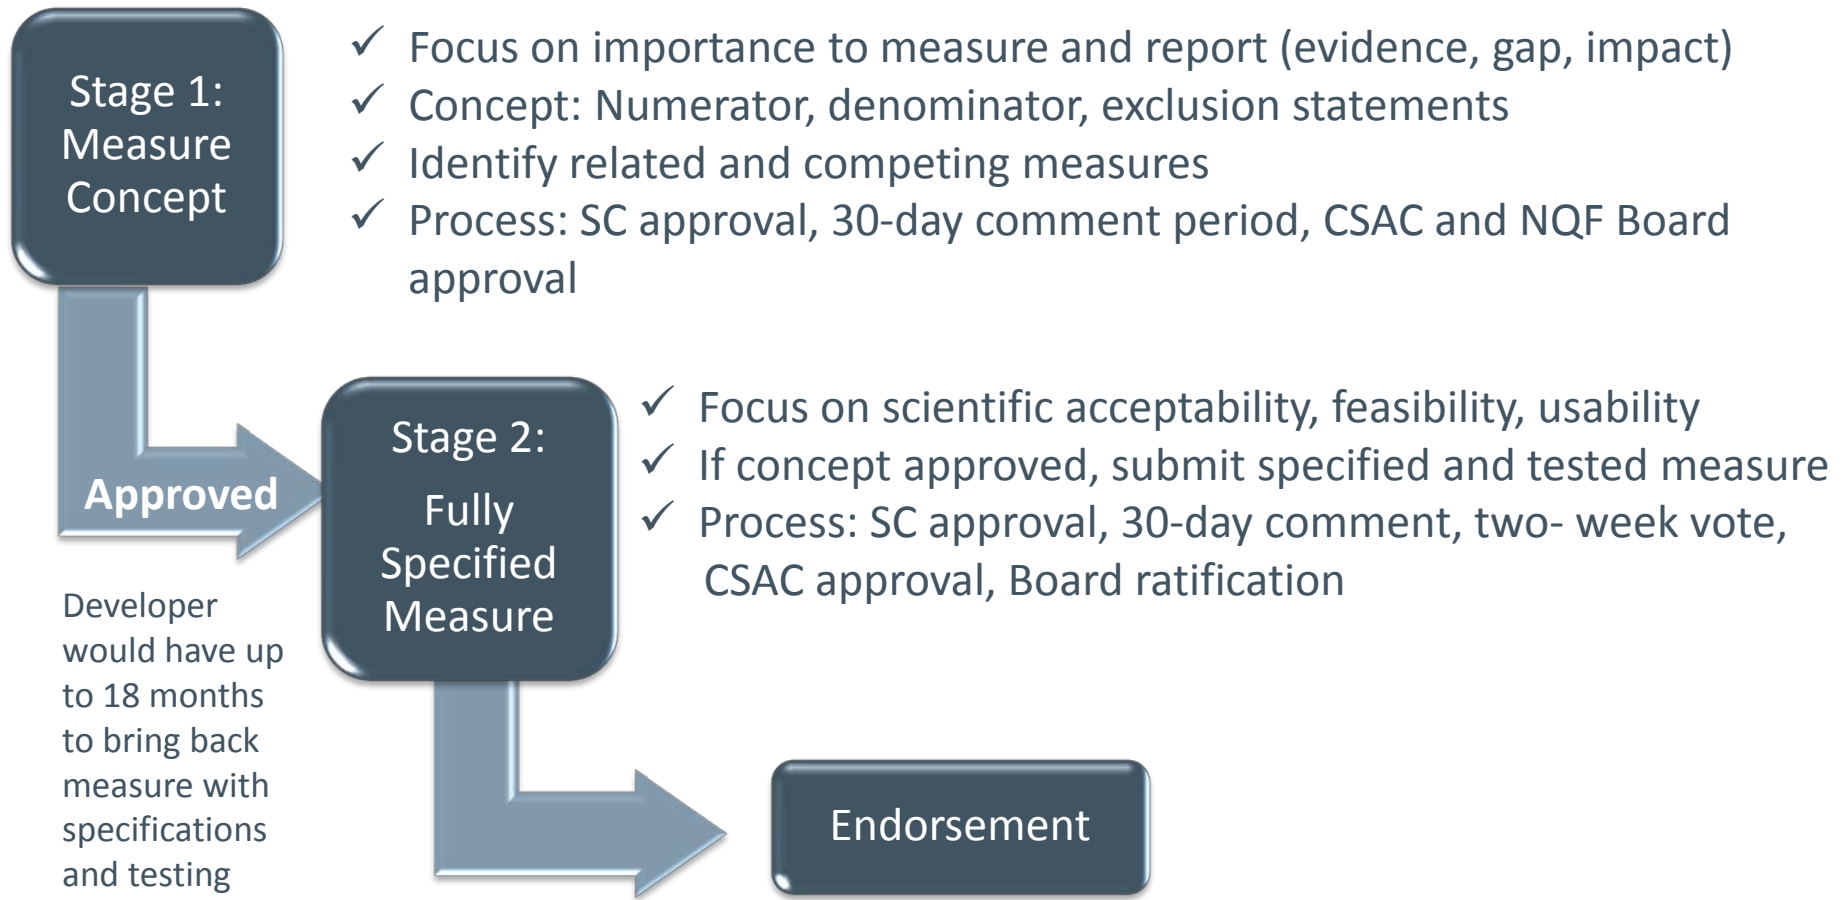 Stage 1:
Measure
Concept
✓ Focus on importance to measure and report (evidence, gap, impact)
✓ Concept: Numerator, denominator, exclusion statements
✓ Identify related and competing measures
✓ Process: SC approval, 30-day comment period, CSAC and NQF Board
approval
Approved
Developer
would have up
to 18 months
to bring back
measure with
specifications
and testing
Stage 2:
Fully
Specified
Measure
✓ Focus on scientific acceptability, feasibility, usability
✓ If concept approved, submit specified and tested measure
✓ Process: SC approval, 30-day comment, two- week vote,
CSAC approval, Board ratification
Endorsement